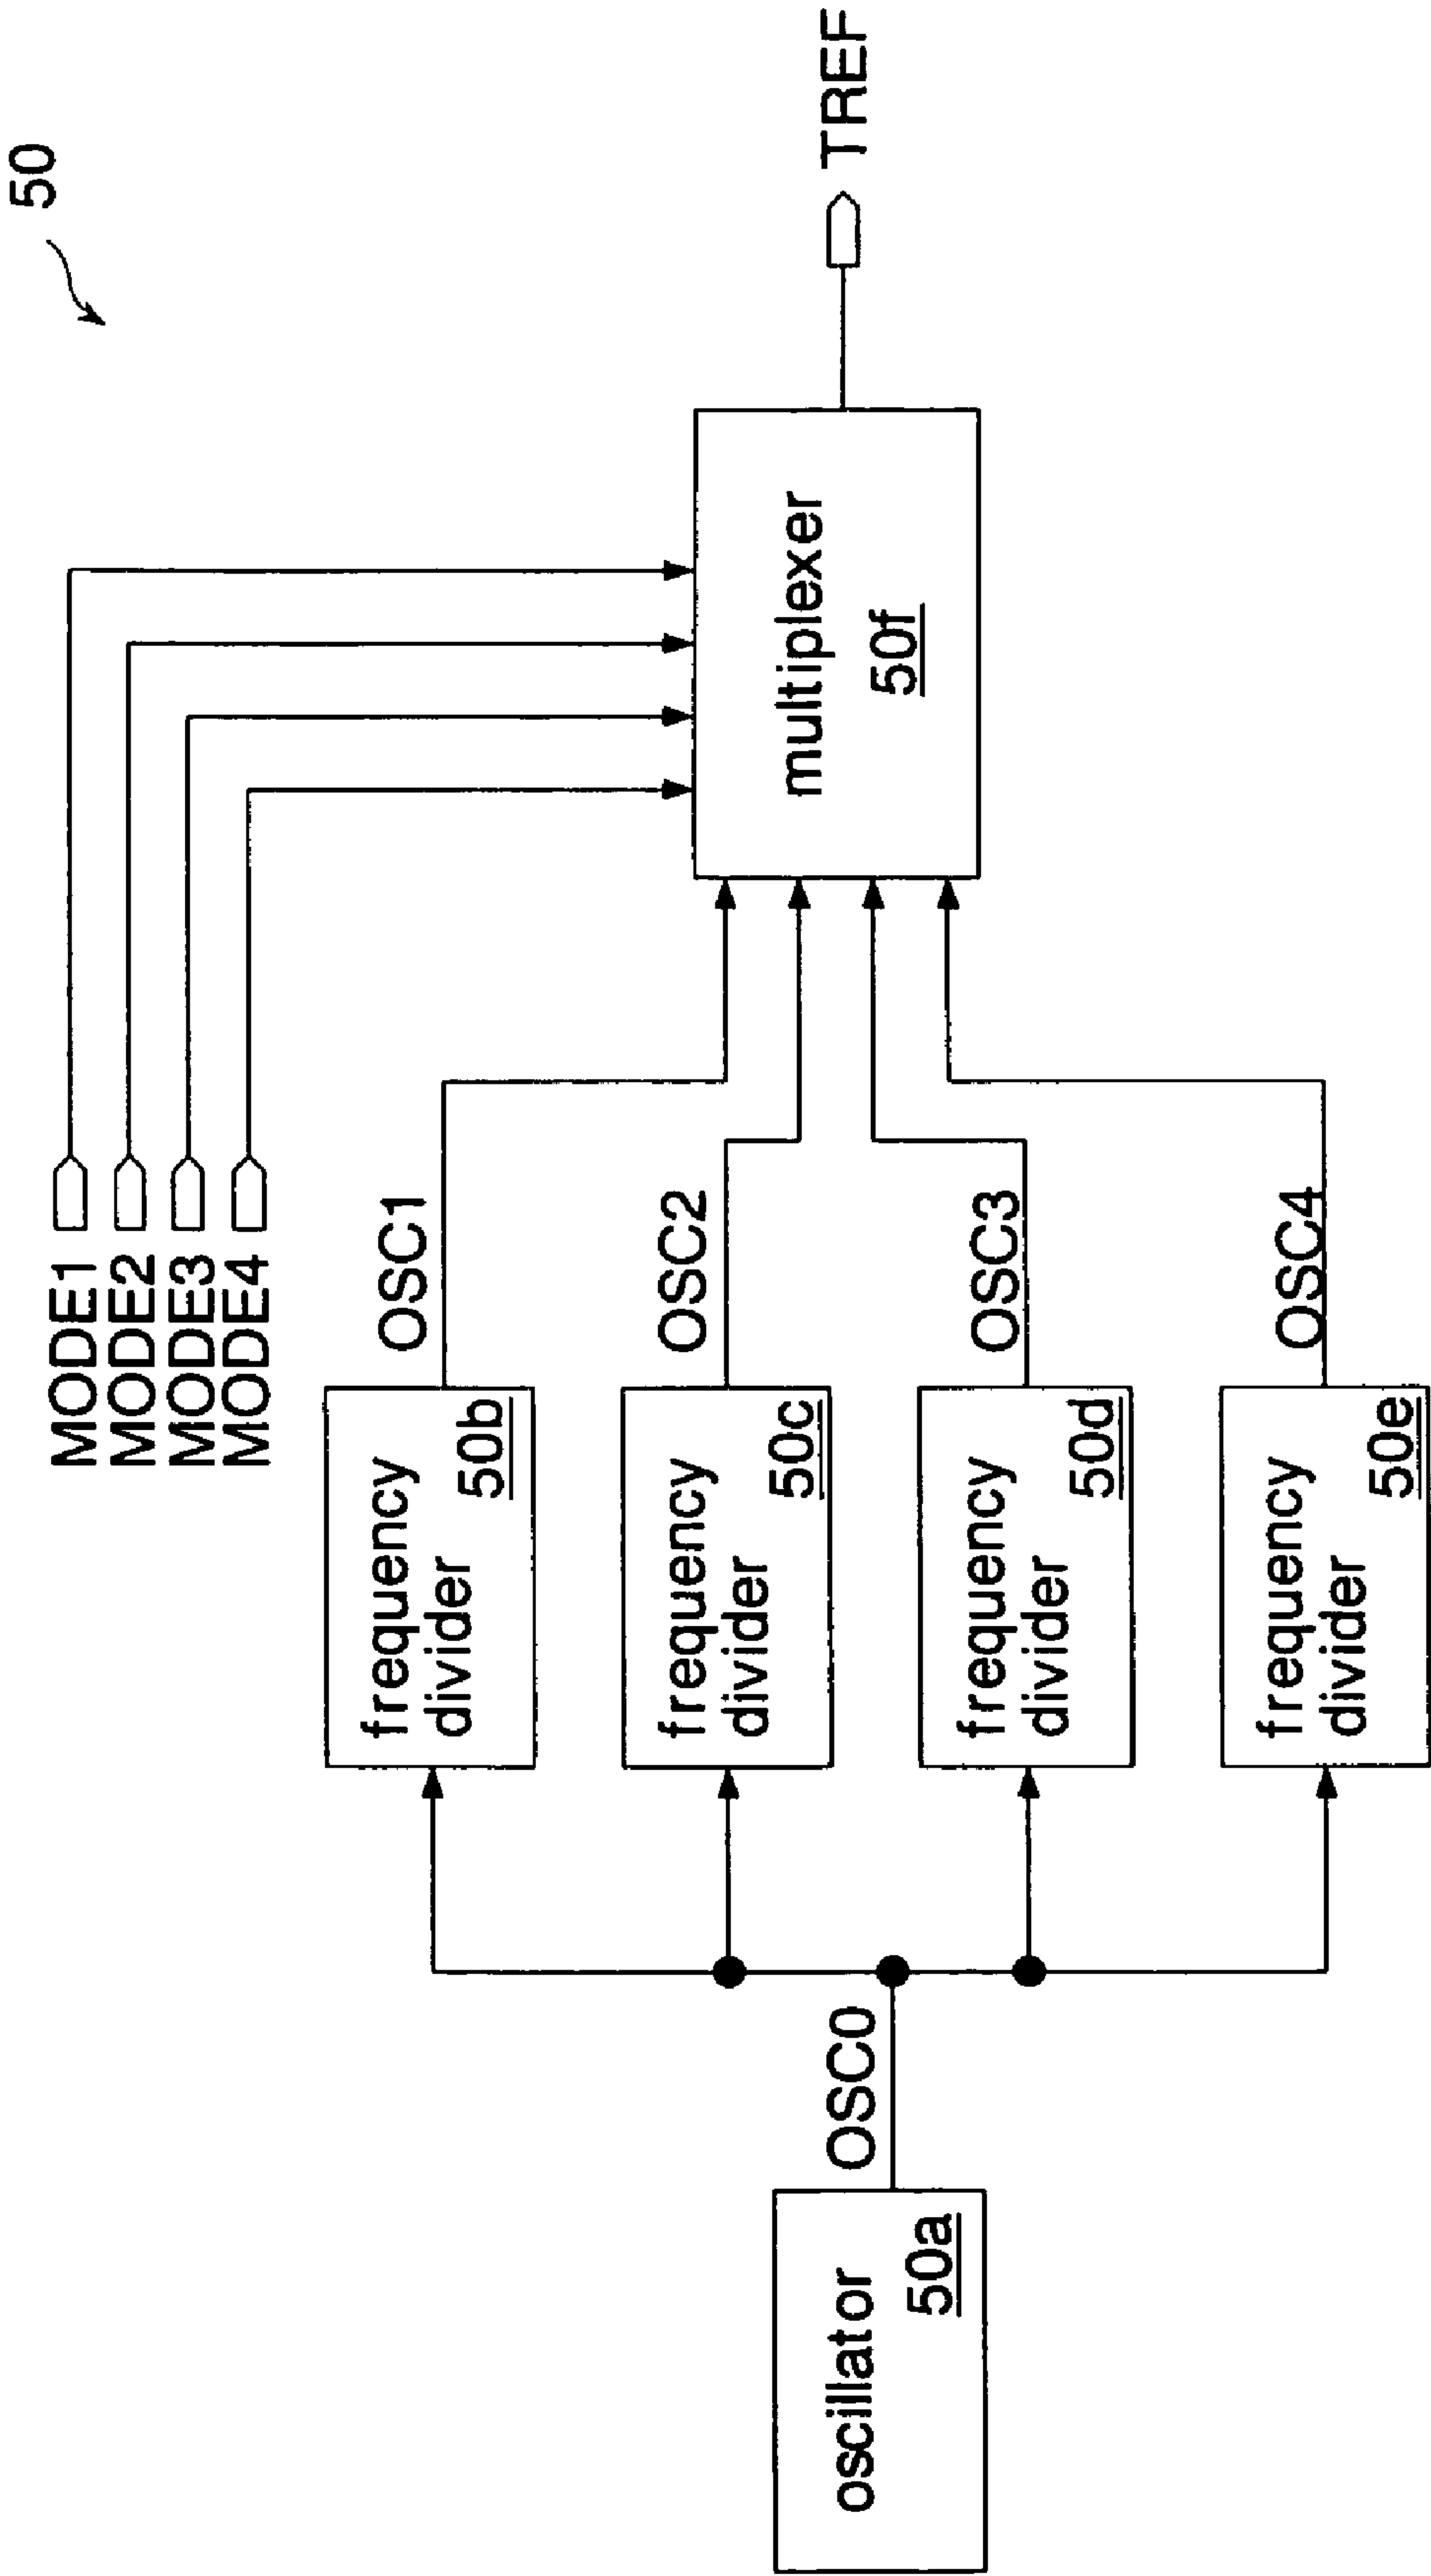 50
MODE1
MODE2
MODE3
MODE4
OSC1
OSC2
OSC3
OSC4
frequency
divider
50b
frequency
divider
50c
frequency
divider
50d
frequency
divider
50e
oscillator
50a
OSC0
multiplexer
50f
TREF